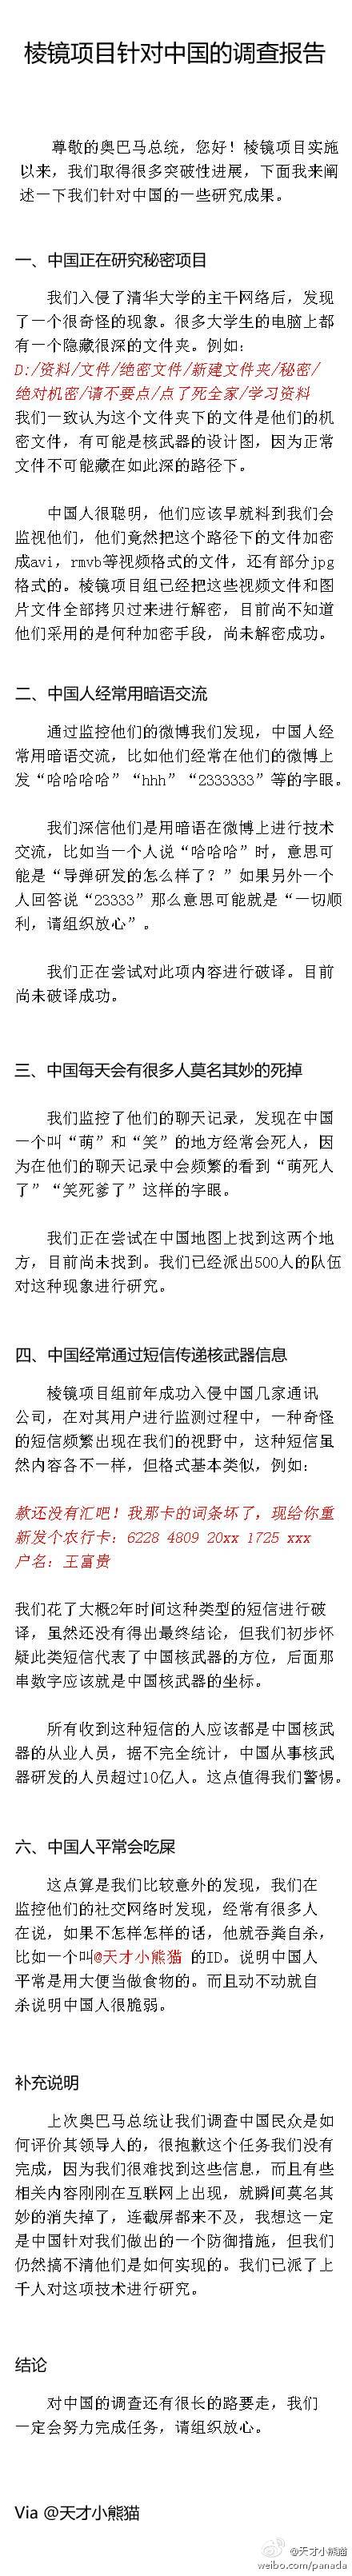 棱镜项目针对中国的调查报告
尊敬的奥巴马总统，您好！棱镜项目实施
以来，我们取得很多突破性进展，下面我来阐
述一下我们针对中国的一些研究成果。
一、中国正在研究秘密项目
我们入侵了清华大学的主干网络后，发现
了一个很奇怪的现象。很多大学生的电脑上都
有一个隐藏很深的文件夹。例如：
D:/资料/文件/绝密文件/新建文件夹/秘密/
绝对机密/请不要点/点了死全家/学习资料
我们一致认为这个文件夹下的文件是他们的机
密文件，有可能是核武器的设计图，因为正常
文件不可能藏在如此深的路径下。
中国人很聪明，他们应该早就料到我们会
监视他们，他们竟然把这个路径下的文件加密
成avi，rmvb等视频格式的文件，还有部分jpg
格式的。棱镜项目组已经把这些视频文件和图
片文件全部拷贝过来进行解密，目前尚不知道
他们采用的是何种加密手段，尚未解密成功。
二、中国人经常用暗语交流
通过监控他们的微博我们发现，中国人经
常用暗语交流，比如他们经常在他们的微博上
发“哈哈哈哈”“hhh”“2333333”等的字眼。
我们深信他们是用暗语在微博上进行技术
交流，比如当一个人说“哈哈哈”时，意思可
能是“导弹研发的怎么样了？”如果另外一个
人回答说“23333”那么意思可能就是“一切顺
利，请组织放心”。
我们正在尝试对此项内容进行破译。目前
尚未破译成功。
三、中国每天会有很多人莫名其妙的死掉
我们监控了他们的聊天记录，发现在中国
一个叫“萌”和“笑”的地方经常会死人，因
为在他们的聊天记录中会频繁的看到“萌死人
了”“笑死爹了”这样的字眼。
我们正在尝试在中国地图上找到这两个地
方，目前尚未找到。我们已经派出500人的队伍
对这种现象进行研究。
四、中国经常通过短信传递核武器信息
棱镜项目组前年成功入侵中国几家通讯
公司，在对其用户进行监测过程中，一种奇怪
的短信频繁出现在我们的视野中，这种短信虽
然内容各不一样，但格式基本类似，例如：
款还没有汇吧！我那卡的词条坏了，现给你重
新发个农行卡：6228 4809 20xx 1725 xxx
户名：王富贵
我们花了大概2年时间这种类型的短信进行破
译，虽然还没有得出最终结论，但我们初步怀
疑此类短信代表了中国核武器的方位，后面那
串数字应该就是中国核武器的坐标。
所有收到这种短信的人应该都是中国核武
器的从业人员，据不完全统计，中国从事核武
器研发的人员超过10亿人。这点值得我们警惕。
六、中国人平常会吃屎
这点算是我们比较意外的发现，我们在
监控他们的社交网络时发现，经常有很多人
在说，如果不怎样怎样的话，他就吞粪自杀，
比如一个叫@天才小熊猫 的ID。说明中国人
平常是用大便当做食物的。而且动不动就自
杀说明中国人很脆弱。
补充说明
上次奥巴马总统让我们调查中国民众是如
何评价其领导人的，很抱歉这个任务我们没有
完成，因为我们很难找到这些信息，而且有些
相关内容刚刚在互联网上出现，就瞬间莫名其
妙的消失掉了，连截屏都来不及，我想这一定
是中国针对我们做出的一个防御措施，但我们
仍然搞不清他们是如何实现的。我们已派了上
千人对这项技术进行研究。
结论
对中国的调查还有很长的路要走，我们
一定会努力完成任务，请组织放心。
Via @天才小熊猫
@天才小熊猫
weibo.com/panada